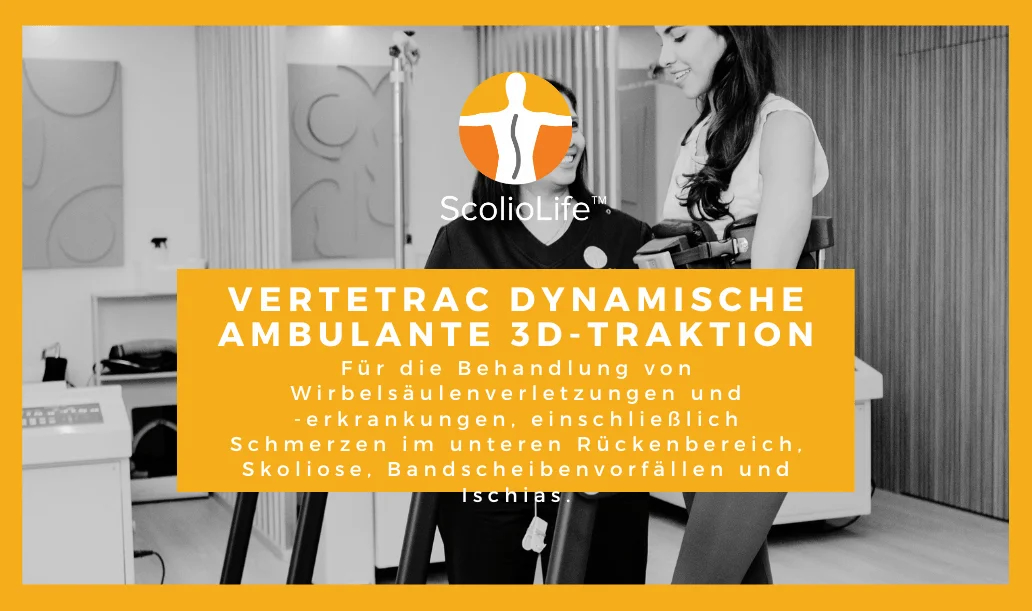 ScolioLife™
VERTETRAC DYNAMISCHE
AMBULANTE 3D-TRAKTION
Für die Behandlung von
Wirbelsäulenverletzungen und
-erkrankungen, einschließlich
Schmerzen im unteren Rückenbereich,
Skoliose, Bandscheibenvorfällen und
Ischias.